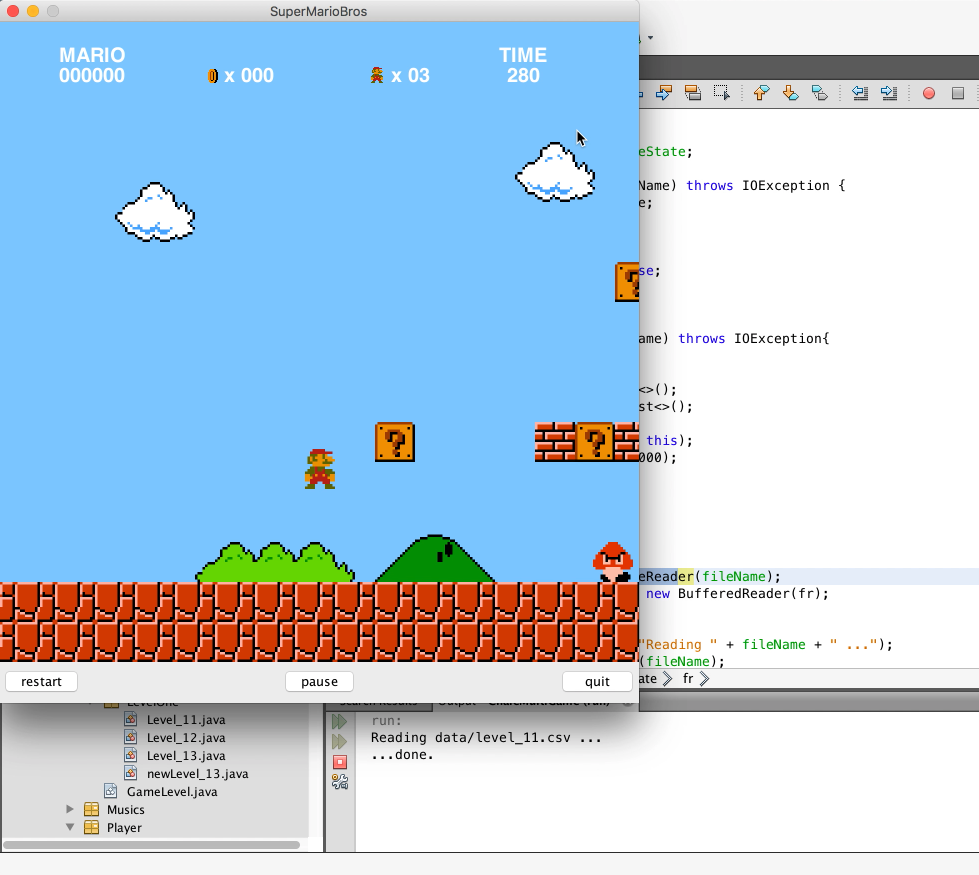 SuperMarioBros
MARIO
000000
x 000
x 03
TIME
280
?
?
?
restart
pause
quit
eState;
Name) throws IOException {
e;
se;
ame) throws IOException{
<>();
st<>();
this);
000);
eReader(fileName);
new BufferedReader(fr);
"Reading " + fileName + " ...");
(fileName);
ate
fr
LevelOne
Level_11.java
Level_12.java
Level_13.java
newLevel_13.java
GameLevel.java
Musics
Player
run:
Reading data/level_11.csv ...
...done.